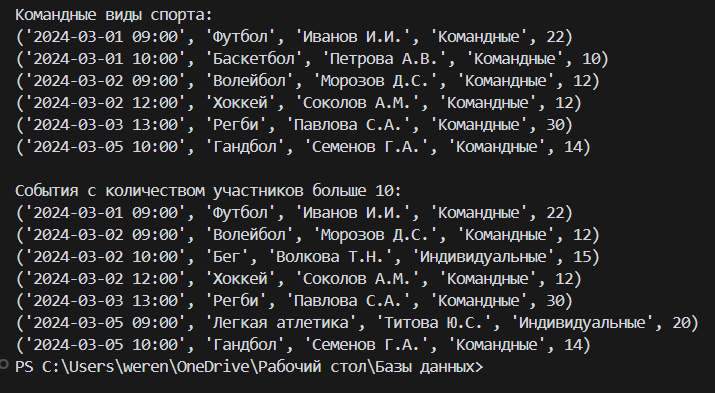 Командные виды спорта:
('2024-03-01 09:00', 'Футбол', 'Иванов И.И.', 'Командные', 22)
('2024-03-01 10:00', 'Баскетбол', 'Петрова А.В.', 'Командные', 10)
('2024-03-02 09:00', 'Волейбол', 'Морозов Д.С.', 'Командные', 12)
('2024-03-02 12:00', 'Хоккей', 'Соколов А.М.', 'Командные', 12)
('2024-03-03 13:00', 'Регби', 'Павлова С.А.', 'Командные', 30)
('2024-03-05 10:00', 'Гандбол', 'Семенов Г.А.', 'Командные', 14)

События с количеством участников больше 10:
('2024-03-01 09:00', 'Футбол', 'Иванов И.И.', 'Командные', 22)
('2024-03-02 09:00', 'Волейбол', 'Морозов Д.С.', 'Командные', 12)
('2024-03-02 10:00', 'Бег', 'Волкова Т.Н.', 'Индивидуальные', 15)
('2024-03-02 12:00', 'Хоккей', 'Соколов А.М.', 'Командные', 12)
('2024-03-03 13:00', 'Регби', 'Павлова С.А.', 'Командные', 30)
('2024-03-05 09:00', 'Легкая атлетика', 'Титова Ю.С.', 'Индивидуальные', 20)
('2024-03-05 10:00', 'Гандбол', 'Семенов Г.А.', 'Командные', 14)
PS C:\Users\weren\OneDrive\Рабочий стол\Базы данных>